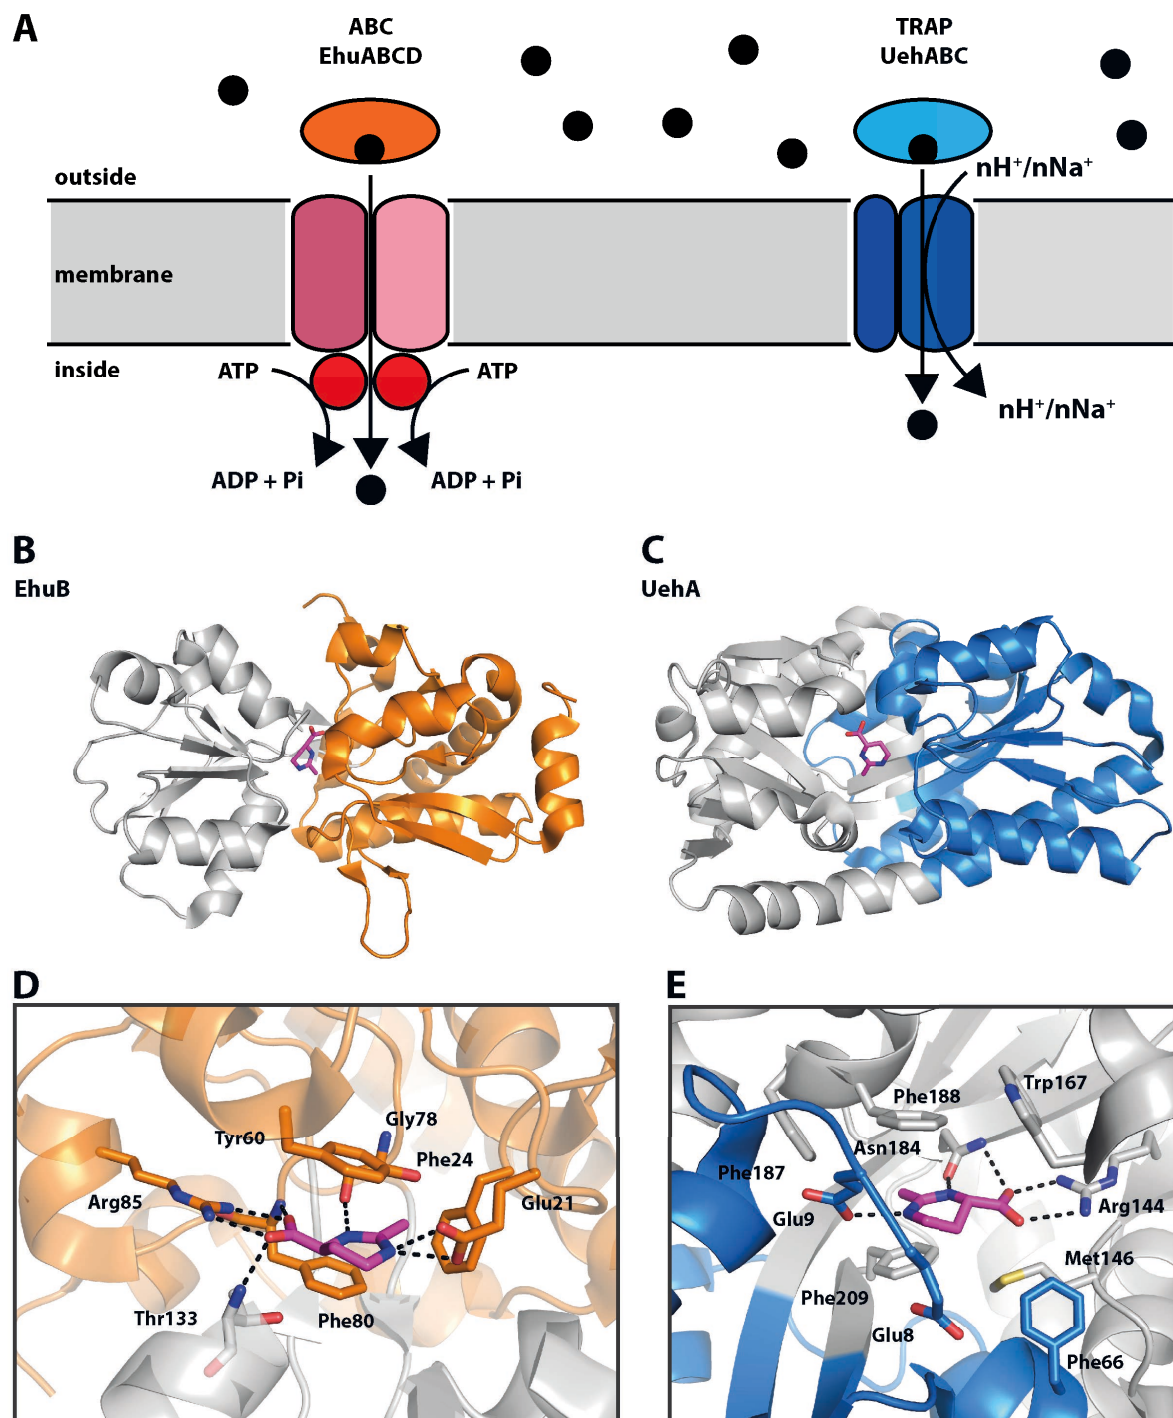 A
ABC
EhuABCD
TRAP
UehABC
outside
nH⁺/nNa⁺
membrane
inside
ATP
ATP
nH⁺/nNa⁺
ADP + Pi
ADP + Pi
B
EhuB
C
UehA
D
Gly78
Tyr60
Phe24
Glu21
Arg85
Thr133
Phe80
E
Trp167
Phe188
Asn184
Phe187
Glu9
Arg144
Met146
Phe209
Glu8
Phe66